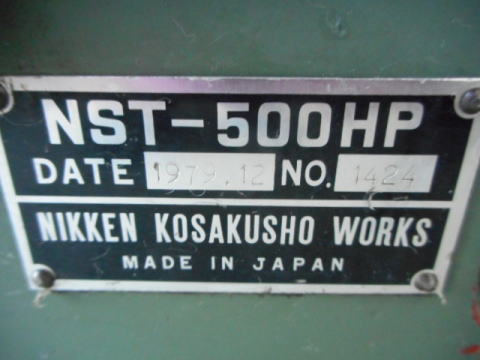 NST-500HP
DATE 1979.12 NO. 1424
NIKKEN KOSAKUSHO WORKS
MADE IN JAPAN